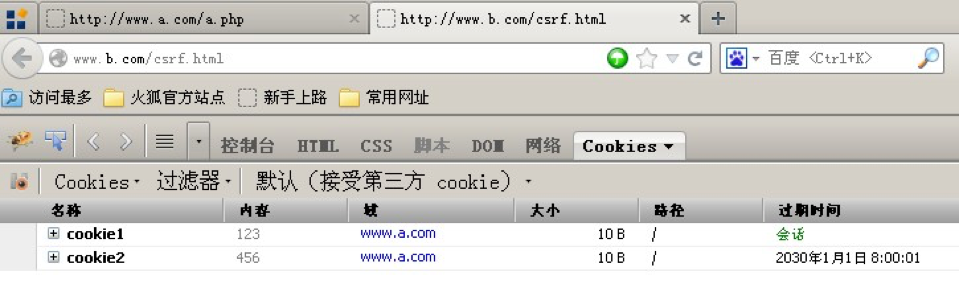 http://www.a.com/a.php × http://www.b.com/csrf.html × +
www.b.com/csrf.html 百度 <Ctrl+K>
访问最多 火狐官方站点 新手上路 常用网址
控制台 HTML CSS 脚本 DOM 网络 Cookies
Cookies 过滤器 默认（接受第三方 cookie）
名称 内容 域 大小 路径 过期时间
cookie1 123 www.a.com 10 B / 会话
cookie2 456 www.a.com 10 B / 2030年1月1日 8:00:01